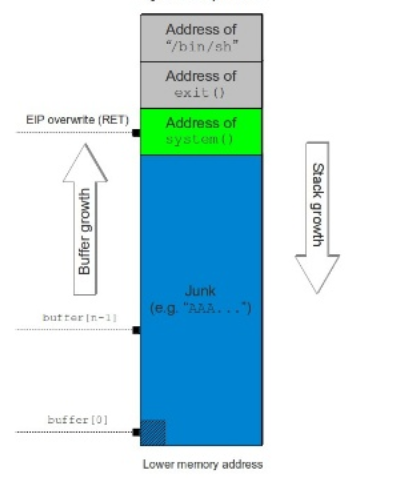 Address of
"/bin/sh"
Address of
exit()
EIP overwrite (RET)
Address of
system()
Buffer growth
Stack growth
Junk
(e.g. "AAA...")
buffer[n-1]
buffer[0]
Lower memory address